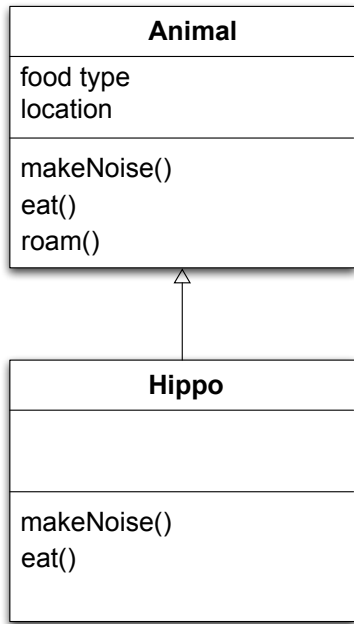 Animal
food type
location
makeNoise()
eat()
roam()
Hippo
makeNoise()
eat()